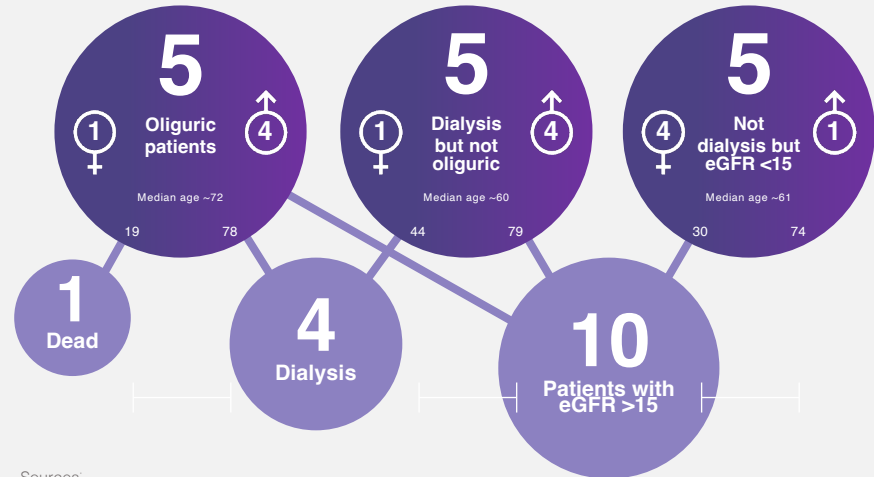 5
Oliguric
patients
1
4
Median age ~72
19
78
5
Dialysis
but not
oliguric
1
4
Median age ~60
44
79
5
Not
dialysis but
eGFR <15
4
1
Median age ~61
30
74
1
Dead
4
Dialysis
10
Patients with
eGFR >15
Sources: